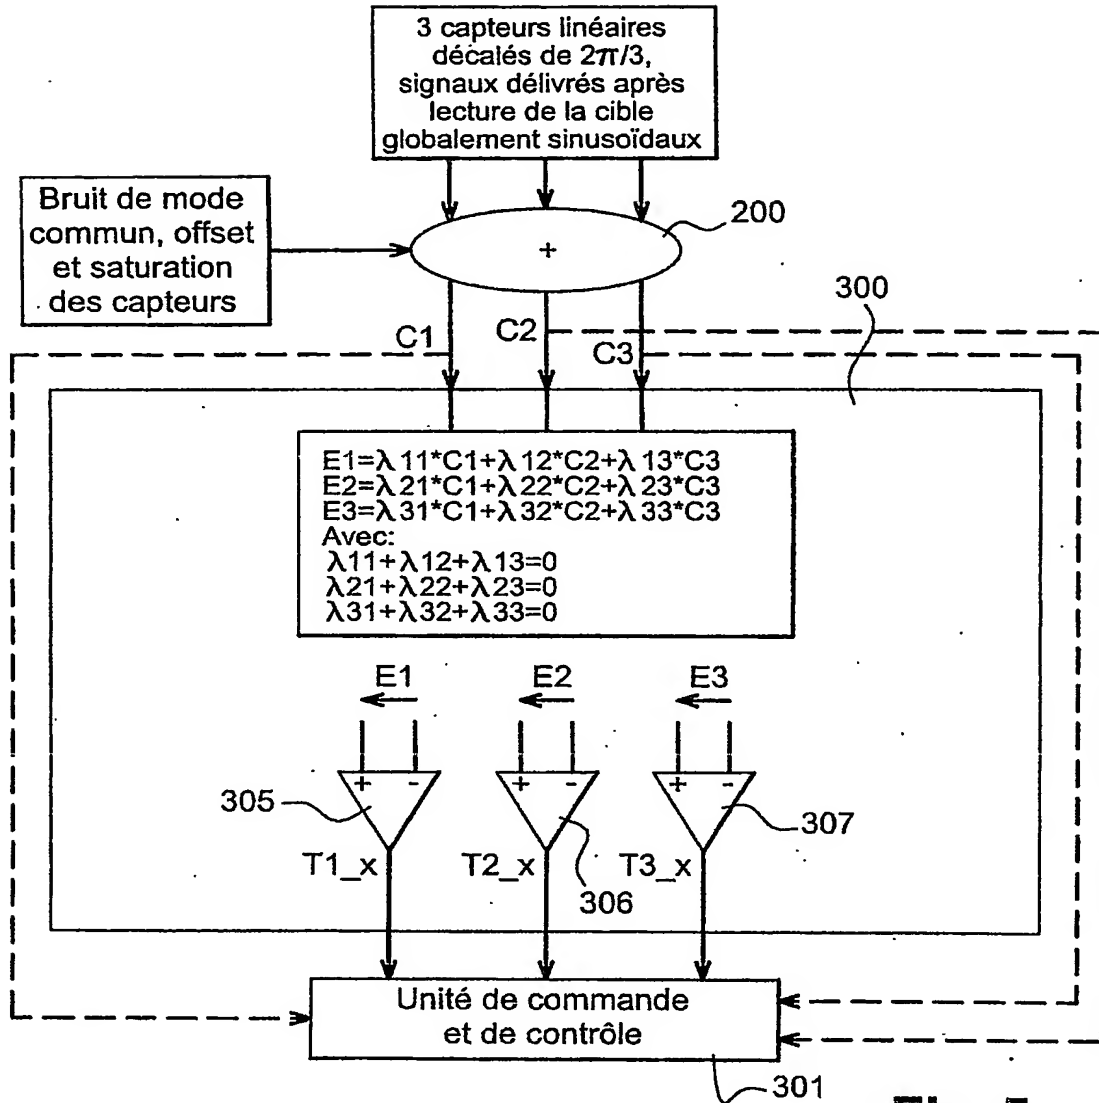 3 capteurs linéaires
décalés de 2π/3,
signaux délivrés après
lecture de la cible
globalement sinusoïdaux
Bruit de mode
commun, offset
et saturation
des capteurs
200
+
300
C1
C2
C3
E1=λ11*C1+λ12*C2+λ13*C3
E2=λ21*C1+λ22*C2+λ23*C3
E3=λ31*C1+λ32*C2+λ33*C3
Avec:
λ11+λ12+λ13=0
λ21+λ22+λ23=0
λ31+λ32+λ33=0
E1 E2 E3
+ - + - + -
305
307
T1_x T2_x T3_x
306
Unité de commande
et de contrôle
301